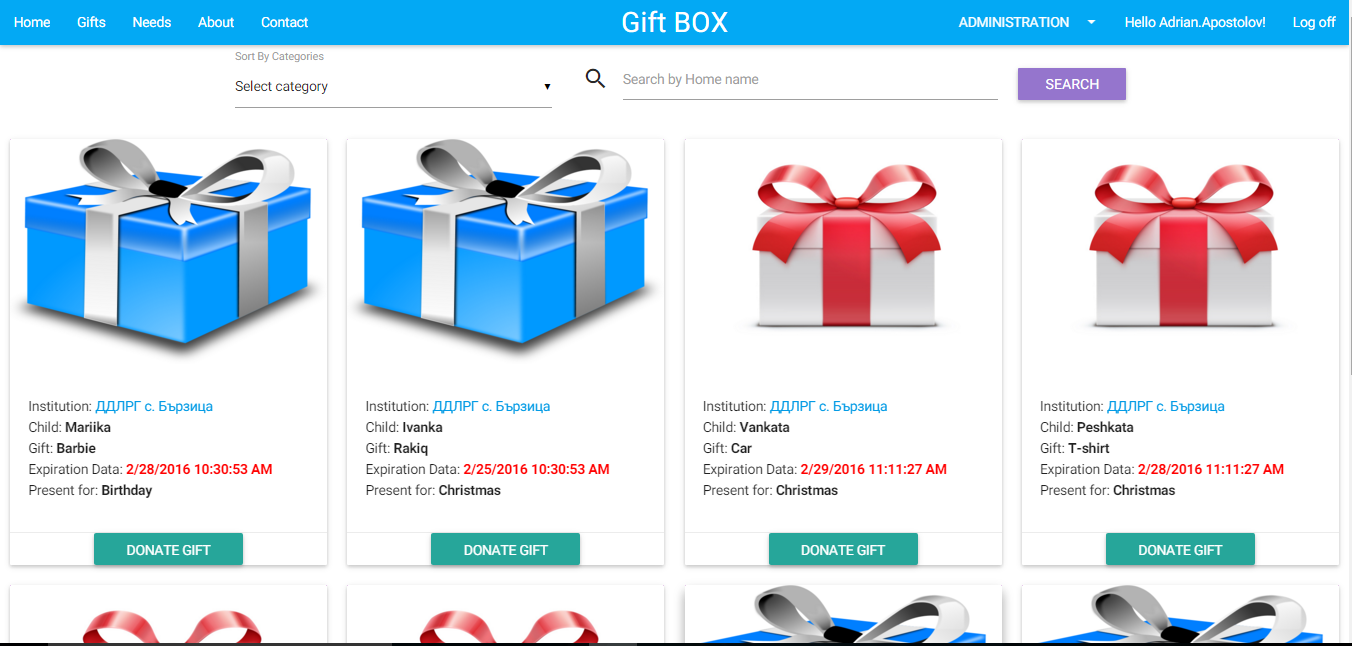 Home Gifts Needs About Contact Gift BOX ADMINISTRATION Hello Adrian.Apostolov! Log off
Sort By Categories
Select category Search by Home name SEARCH
Institution: ДДЛРГ с. Бързица
Child: Mariika
Gift: Barbie
Expiration Data: 2/28/2016 10:30:53 AM
Present for: Birthday
DONATE GIFT
Institution: ДДЛРГ с. Бързица
Child: Ivanka
Gift: Rakiq
Expiration Data: 2/25/2016 10:30:53 AM
Present for: Christmas
DONATE GIFT
Institution: ДДЛРГ с. Бързица
Child: Vankata
Gift: Car
Expiration Data: 2/29/2016 11:11:27 AM
Present for: Christmas
DONATE GIFT
Institution: ДДЛРГ с. Бързица
Child: Peshkata
Gift: T-shirt
Expiration Data: 2/28/2016 11:11:27 AM
Present for: Christmas
DONATE GIFT